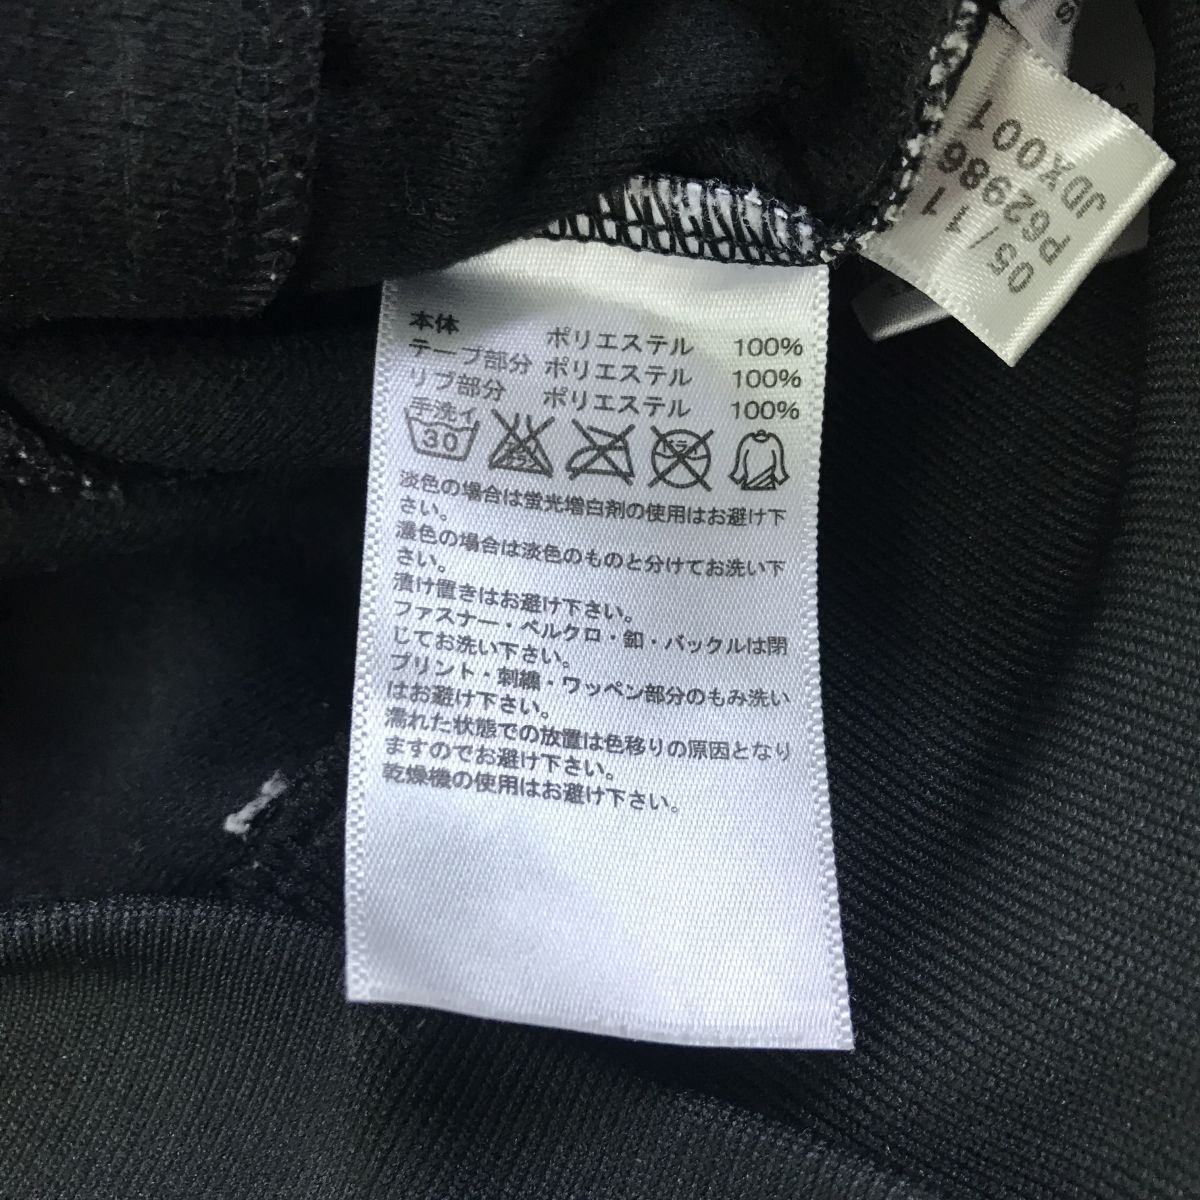 本体 ポリエステル 100%
テープ部分 ポリエステル 100%
リブ部分 ポリエステル 100%
手洗イ
30
エンソ
サラシ
ドライ
淡色の場合は蛍光増白剤の使用はお避け下
さい。
濃色の場合は淡色のものと分けてお洗い下
さい。
漬け置きはお避け下さい。
ファスナー・ベルクロ・釦・バックルは閉
じてお洗い下さい。
プリント・刺繍・ワッペン部分のもみ洗い
はお避け下さい。
濡れた状態での放置は色移りの原因となり
ますのでお避け下さい。
乾燥機の使用はお避け下さい。
05/11
P62986
JDX001